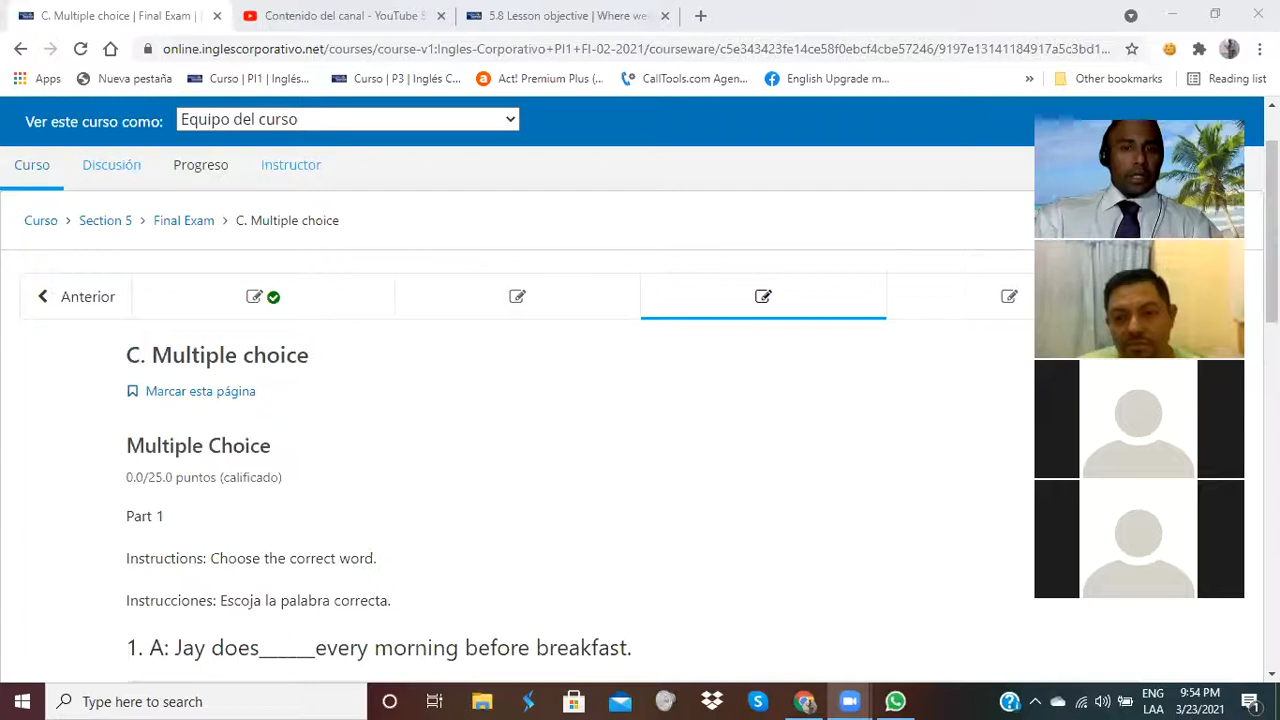 C. Multiple choice | Final Exam |
Contenido del canal - YouTube S
5.8 Lesson objective | Where we
online.inglescorporativo.net/courses/course-v1:Ingles-Corporativo+PI1+FI-02-2021/courseware/c5e343423fe14ce58f0ebcf4cbe57246/9197e13141184917a5c3bd1...
Apps
Nueva pestaña
Curso | PI1 | Inglés...
Curso | P3 | Inglés C...
Act! Premium Plus (...
CallTools.com Agen...
English Upgrade m...
»
Other bookmarks
Reading list
Ver este curso como:
Equipo del curso
Curso
Discusión
Progreso
Instructor
Curso > Section 5 > Final Exam > C. Multiple choice
Anterior
C. Multiple choice
Marcar esta página
Multiple Choice
0.0/25.0 puntos (calificado)
Part 1
Instructions: Choose the correct word.
Instrucciones: Escoja la palabra correcta.
1. A: Jay does______every morning before breakfast.
Type here to search
ENG
LAA
9:54 PM
3/23/2021